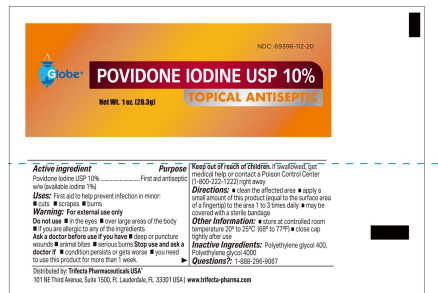 NDC: 69396-112-20
Globe®
POVIDONE IODINE USP 10%
Net Wt. 1 oz. (28.3g)
TOPICAL ANTISEPTIC
Active ingredient Purpose
Povidone Iodine USP 10% ........................ First aid antiseptic
w/w (available iodine 1%)
Uses: First aid to help prevent infection in minor:
▪ cuts ▪ scrapes ▪ burns
Warning: For external use only
Do not use ▪ in the eyes ▪ over large areas of the body
▪ if you are allergic to any of the ingredients
Ask a doctor before use if you have ▪ deep or puncture
wounds ▪ animal bites ▪ serious burns Stop use and ask a
doctor if ▪ condition persists or gets worse ▪ you need
to use this product for more than 1 week.
Keep out of reach of children. If swallowed, get
medical help or contact a Poison Control Center
(1-800-222-1222) right away
Directions: ▪ clean the affected area ▪ apply a
small amount of this product (equal to the surface area
of a fingertip) to the area 1 to 3 times daily ▪ may be
covered with a sterile bandage
Other Information: ▪ store at controlled room
temperature 20º to 25ºC (68º to 77ºF) ▪ close cap
tightly after use
Inactive Ingredients: Polyethylene glycol 400,
Polyethylene glycol 4000
Questions?: 1-888-296-9067
Distributed by: Trifecta Pharmaceuticals USA®
101 NE Third Avenue, Suite 1500, Ft. Lauderdale, FL 33301 USA | www.trifecta-pharma.com